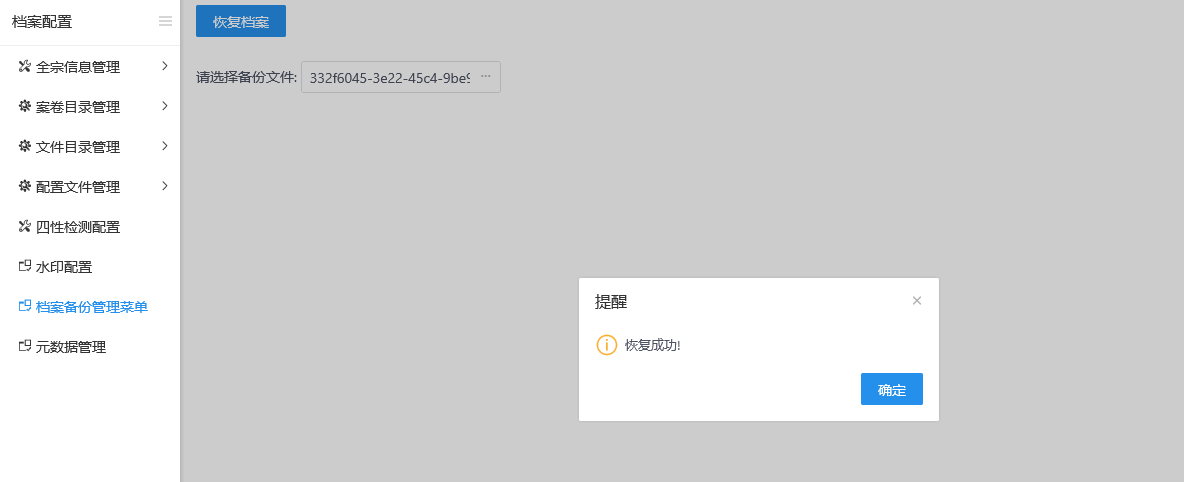 档案配置
全宗信息管理
案卷目录管理
文件目录管理
配置文件管理
四性检测配置
水印配置
档案备份管理菜单
元数据管理
恢复档案
请选择备份文件: 332f6045-3e22-45c4-9be9 ···
提醒
恢复成功!
确定